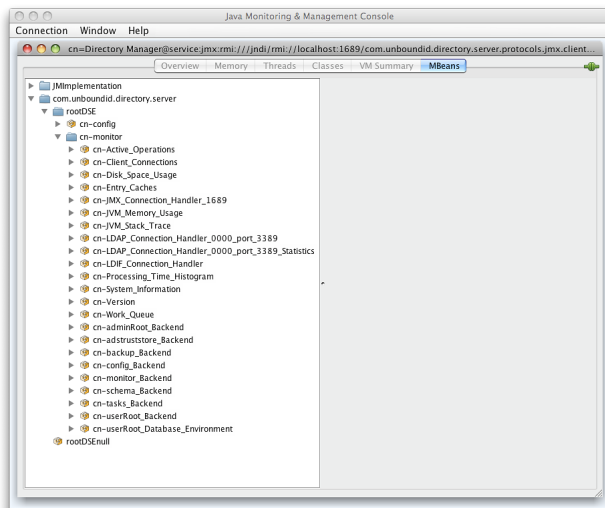 Java Monitoring & Management Console
Connection Window Help
cn=Directory Manager@service:jmx:rmi:///jndi/rmi://localhost:1689/com.unboundid.directory.server.protocols.jmx.client...
Overview Memory Threads Classes VM Summary MBeans
JMImplementation
com.unboundid.directory.server
rootDSE
cn-config
cn-monitor
cn-Active_Operations
cn-Client_Connections
cn-Disk_Space_Usage
cn-Entry_Caches
cn-JMX_Connection_Handler_1689
cn-JVM_Memory_Usage
cn-JVM_Stack_Trace
cn-LDAP_Connection_Handler_0000_port_3389
cn-LDAP_Connection_Handler_0000_port_3389_Statistics
cn-LDIF_Connection_Handler
cn-Processing_Time_Histogram
cn-System_Information
cn-Version
cn-Work_Queue
cn-adminRoot_Backend
cn-adstruststore_Backend
cn-backup_Backend
cn-config_Backend
cn-monitor_Backend
cn-schema_Backend
cn-tasks_Backend
cn-userRoot_Backend
cn-userRoot_Database_Environment
rootDSEnull